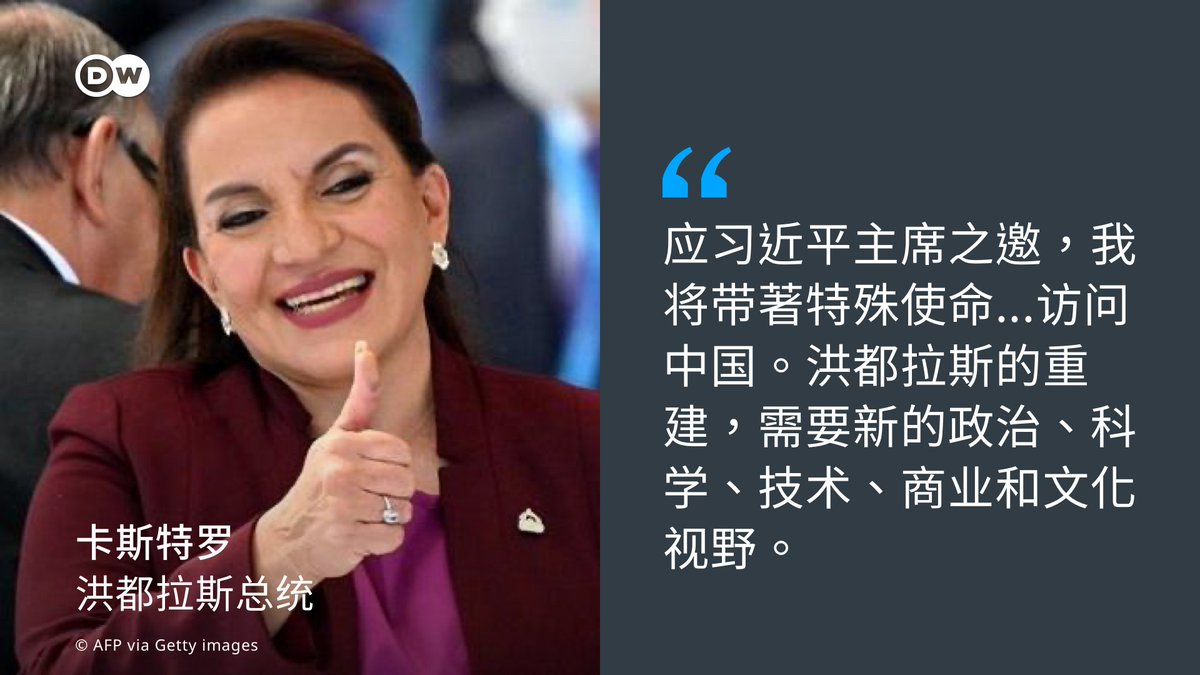 DW
卡斯特罗
洪都拉斯总统
© AFP via Getty images
“
应习近平主席之邀，我
将带著特殊使命...访问
中国。洪都拉斯的重
建，需要新的政治、科
学、技术、商业和文化
视野。